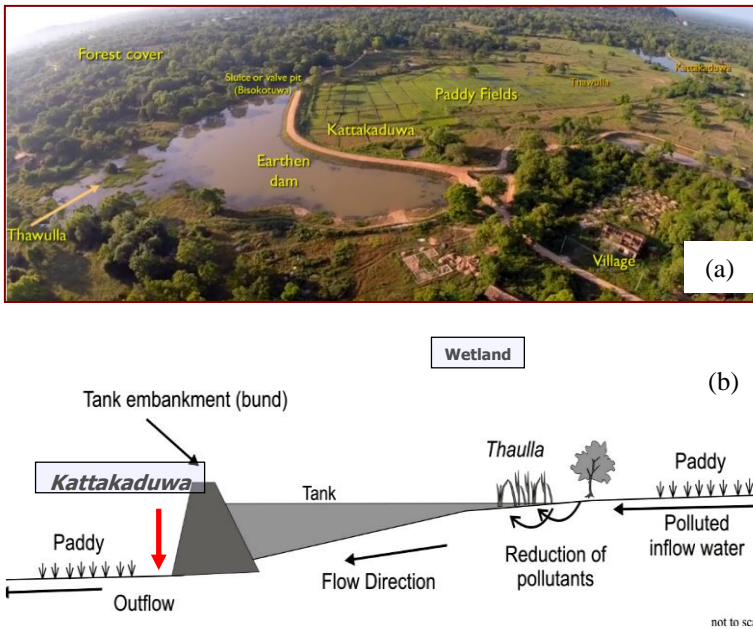 Forest cover
Sluice or valve pit
(Bisokotuwa)
Kattakaduwa
Thawulla
Paddy Fields
Kattakaduwa
Earthen
dam
Thawulla
Village
(a)
Wetland
(b)
Tank embankment (bund)
Thaulla
Paddy
Kattakaduwa
Tank
Paddy
Polluted
inflow water
Reduction of
pollutants
Flow Direction
Outflow
not to sc